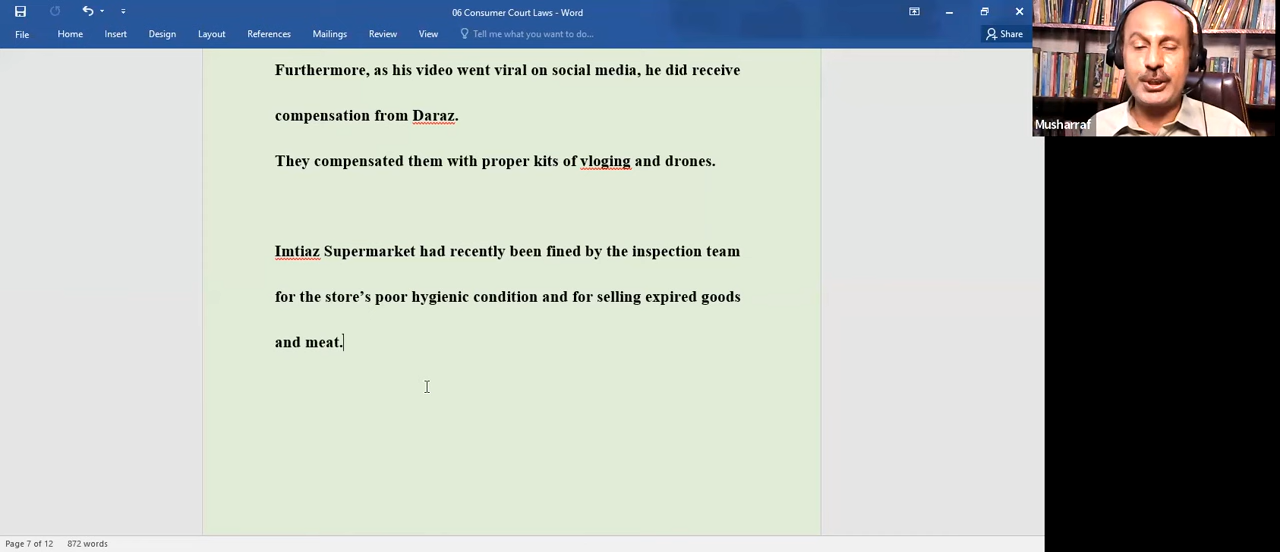 06 Consumer Court Laws - Word
File Home Insert Design Layout References Mailings Review View Tell me what you want to do... Share
Musharraf
Furthermore, as his video went viral on social media, he did receive
compensation from Daraz.
They compensated them with proper kits of vloging and drones.
Imtiaz Supermarket had recently been fined by the inspection team
for the store's poor hygienic condition and for selling expired goods
and meat.
Page 7 of 12 872 words